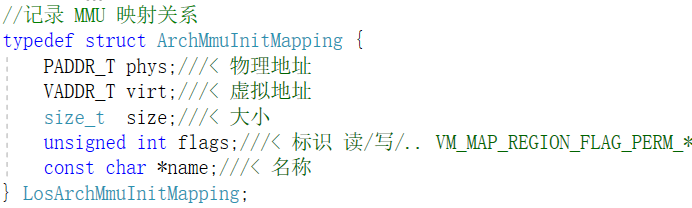 //记录 MMU 映射关系
typedef struct ArchMmuInitMapping {
    PADDR_T phys;///< 物理地址
    VADDR_T virt;///< 虚拟地址
    size_t  size;///< 大小
    unsigned int flags;///< 标识 读/写/.. VM_MAP_REGION_FLAG_PERM_*
    const char *name;///< 名称
} LosArchMmuInitMapping;